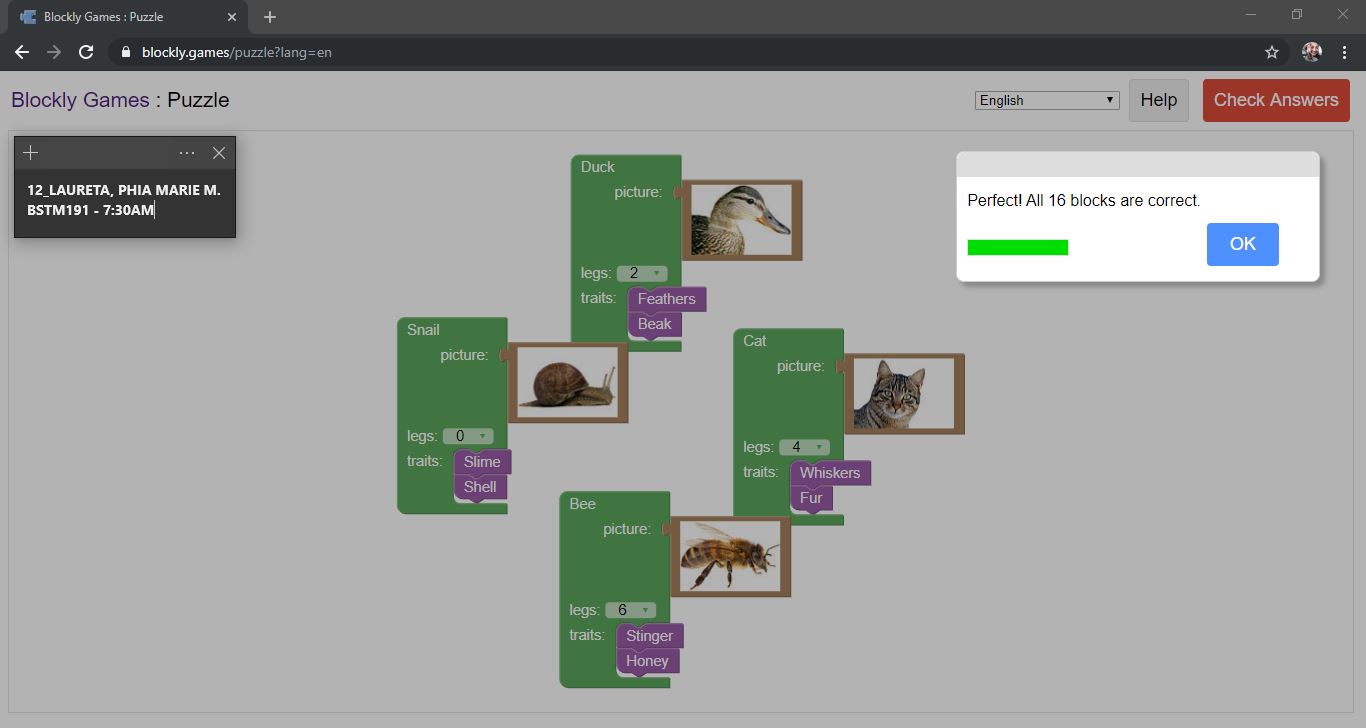 Blockly Games : Puzzle
blockly.games/puzzle?lang=en
Blockly Games : Puzzle
English
Help
Check Answers
12_LAURETA, PHIA MARIE M.
BSTM191 - 7:30AM
Perfect! All 16 blocks are correct.
OK
Duck
picture:
legs: 2
traits: Feathers
Beak
Snail
picture:
legs: 0
traits: Slime
Shell
Cat
picture:
legs: 4
traits: Whiskers
Fur
Bee
picture:
legs: 6
traits: Stinger
Honey